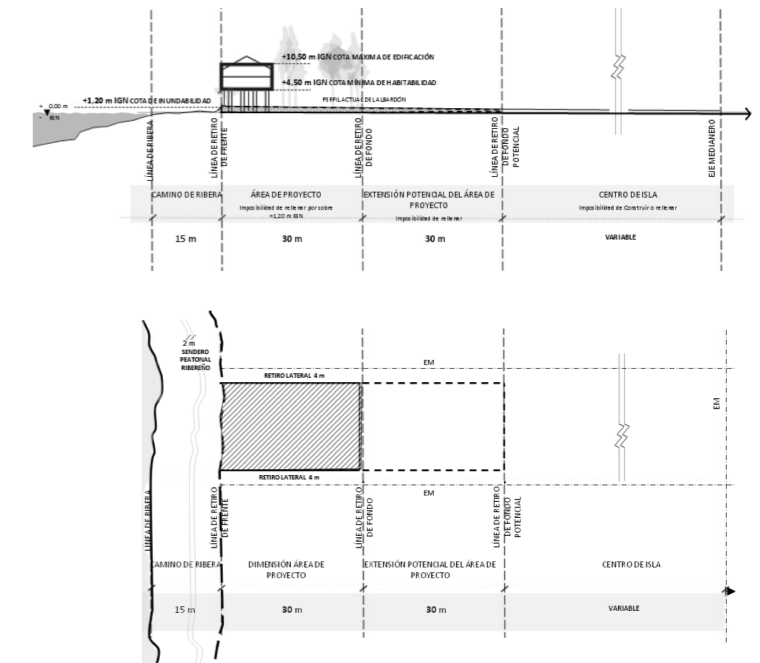 +10,50 m IGN COTA MÁXIMA DE EDIFICACIÓN
+4,50 m IGN COTA MÍNIMA DE HABITABILIDAD
+1,20 m IGN COTA DE INUNDABILIDAD
PERFIL ACTUAL DEL ALBARDÓN
+ 0,00 m
- IGN
LÍNEA DE RIBERA
LÍNEA DE RETIRO
DE FRENTE
LÍNEA DE RETIRO
DE FONDO
LÍNEA DE RETIRO
DE FONDO
POTENCIAL
EJE MEDIANERO
CAMINO DE RIBERA
ÁREA DE PROYECTO
Imposibilidad de rellenar por sobre
+1,20 m IGN
EXTENSIÓN POTENCIAL DEL ÁREA DE
PROYECTO
Imposibilidad de rellenar
CENTRO DE ISLA
Imposibilidad de Construir o rellenar
15 m
30 m
30 m
VARIABLE
2 m
SENDERO
PEATONAL
RIBEREÑO
EM
RETIRO LATERAL 4 m
EM
RETIRO LATERAL 4 m
EM
LÍNEA DE RIBERA
LÍNEA DE RETIRO
DE FRENTE
LÍNEA DE RETIRO
DE FONDO
LÍNEA DE RETIRO
DE FONDO
POTENCIAL
CAMINO DE RIBERA
DIMENSIÓN ÁREA DE
PROYECTO
EXTENSIÓN POTENCIAL DEL ÁREA DE
PROYECTO
CENTRO DE ISLA
15 m
30 m
30 m
VARIABLE